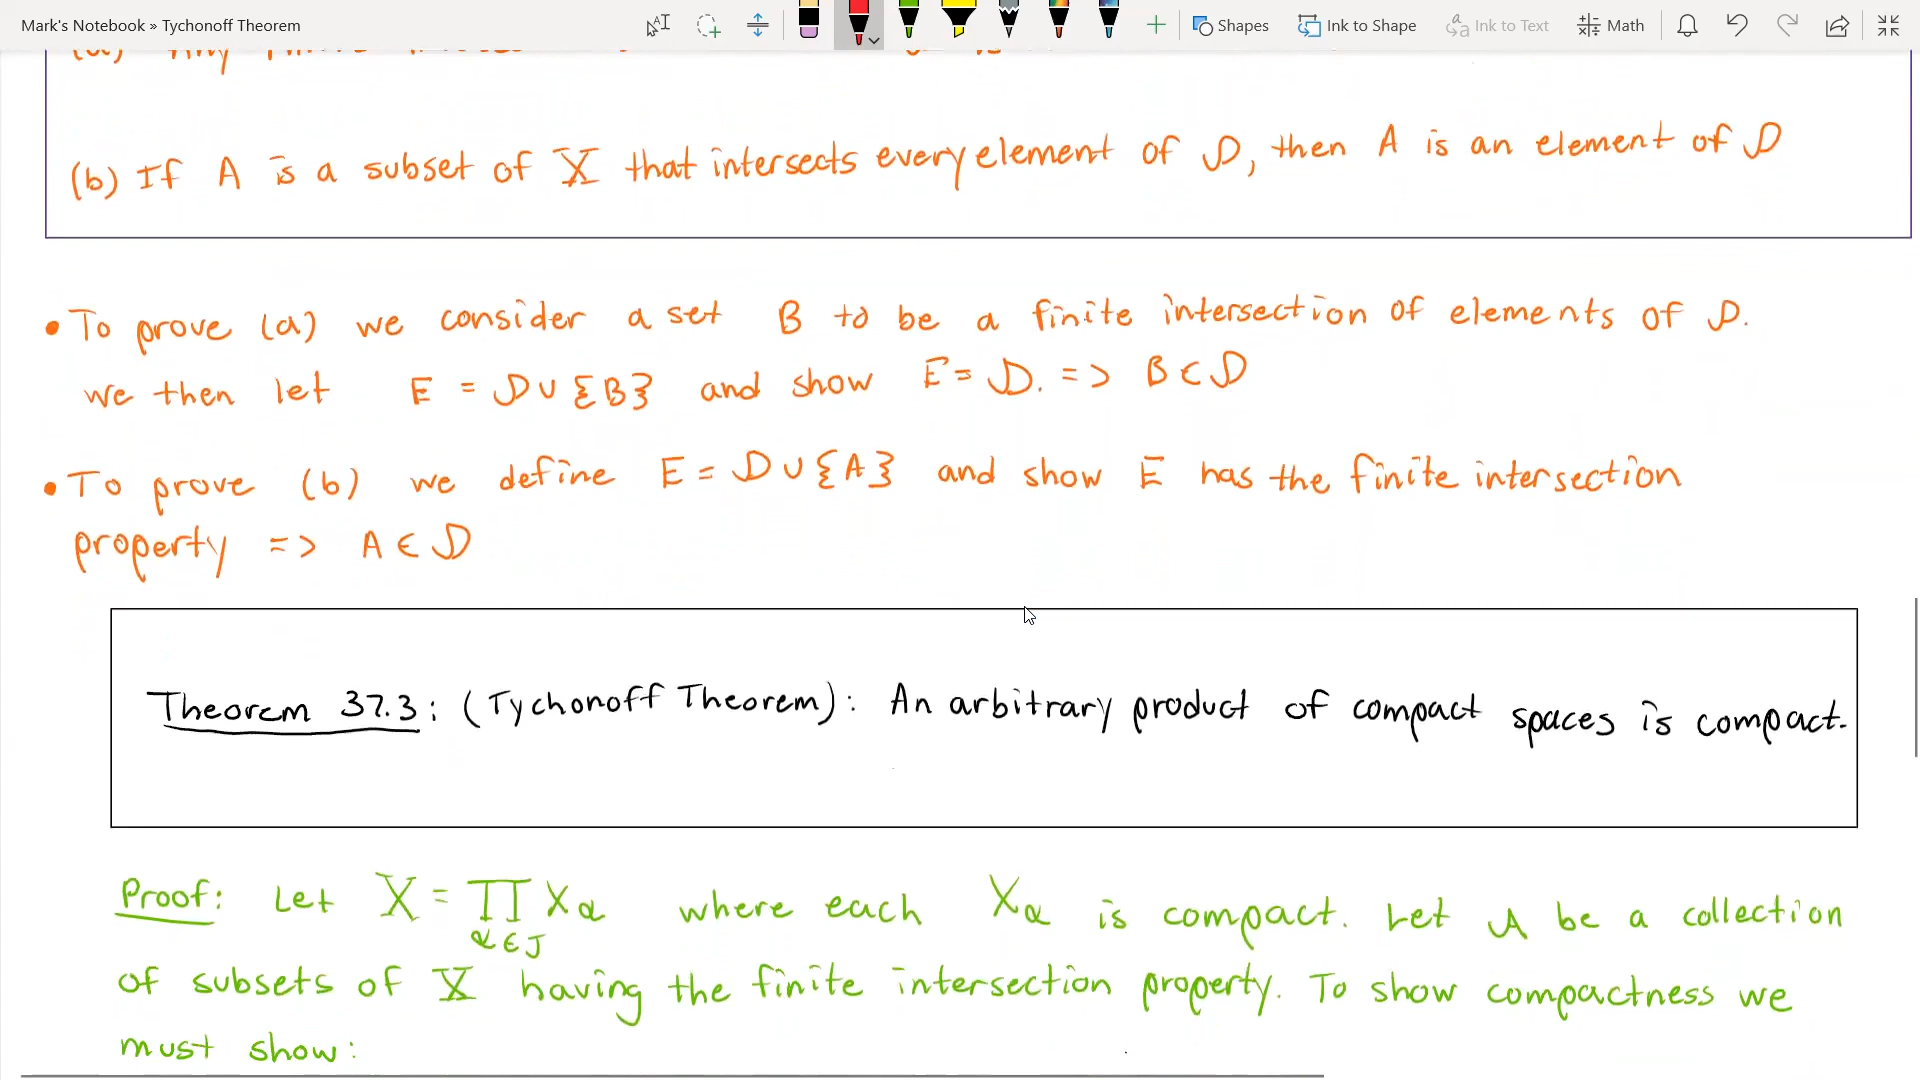 Mark's Notebook » Tychonoff Theorem
Shapes Ink to Shape Ink to Text Math
(a) Any
(b) If A is a subset of X that intersects every element of D, then A is an element of D
• To prove (a) we consider a set B to be a finite intersection of elements of D.
we then let E = D ∪ {B} and show E = D. => B ∈ D
• To prove (b) we define E = D ∪ {A} and show E has the finite intersection
property => A ∈ D
Theorem 37.3: (Tychonoff Theorem): An arbitrary product of compact spaces is compact.
Proof: Let X = ∏ Xα where each Xα is compact. Let A be a collection
α∈J
of subsets of X having the finite intersection property. To show compactness we
must show: